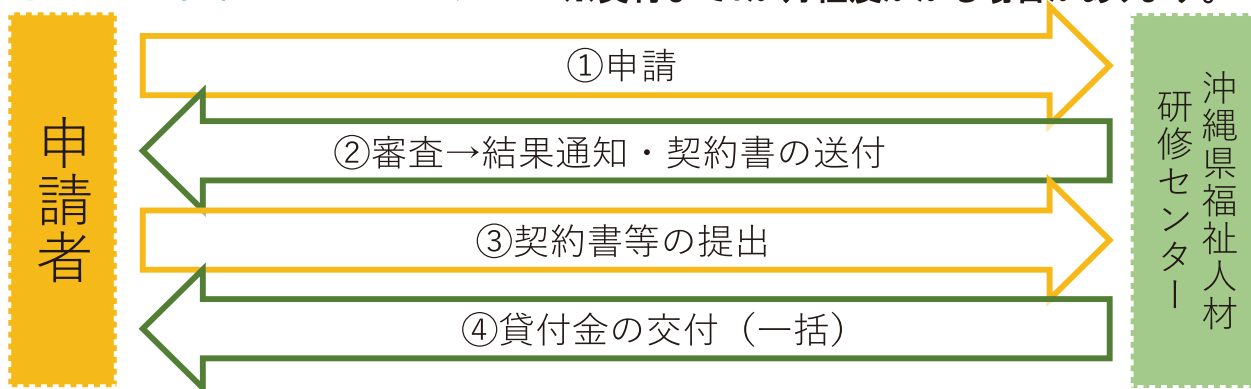 申請者
①申請
②審査→結果通知・契約書の送付
③契約書等の提出
④貸付金の交付（一括）
沖縄県福祉人材
研修センター